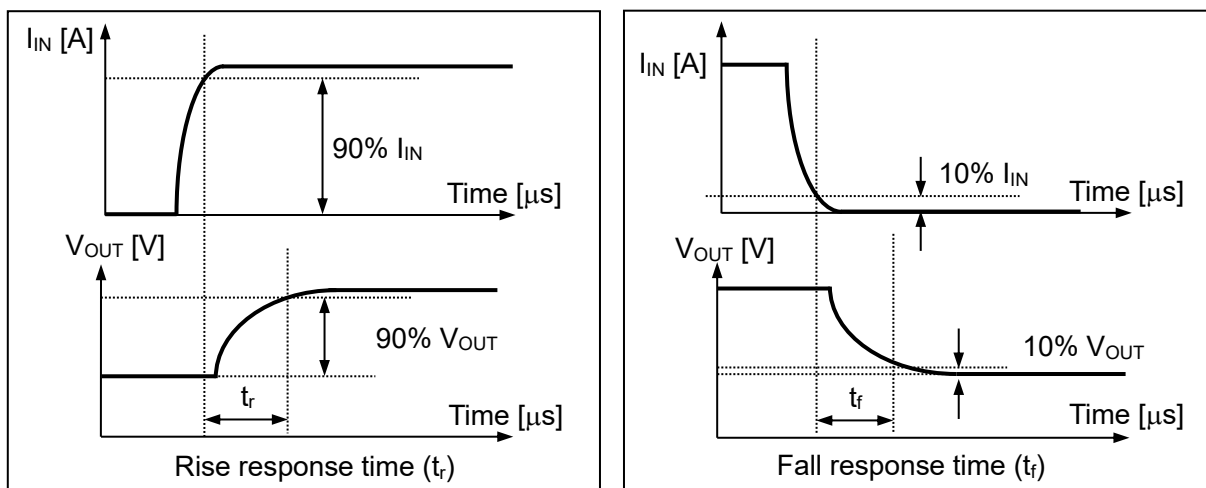 I_IN [A]
90% I_IN
Time [μs]
V_OUT [V]
90% V_OUT
t_r
Time [μs]
Rise response time (t_r)
I_IN [A]
10% I_IN
Time [μs]
V_OUT [V]
10% V_OUT
t_f
Time [μs]
Fall response time (t_f)